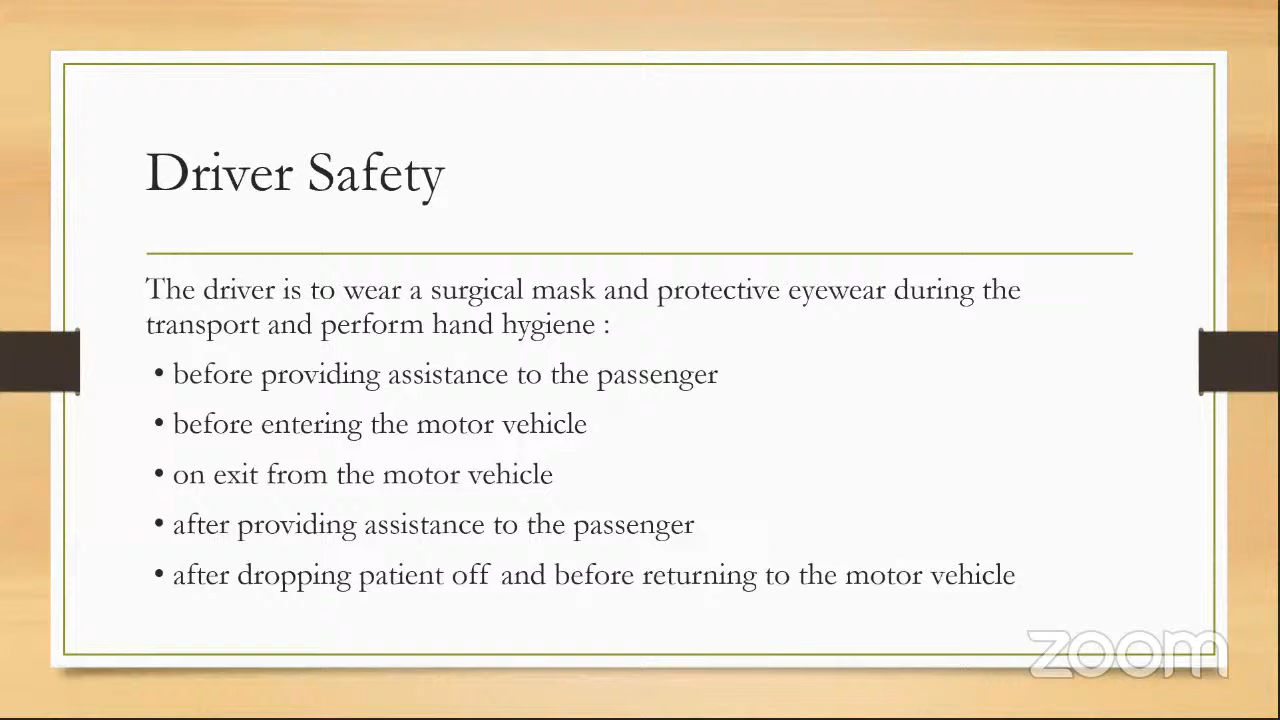 Driver Safety
The driver is to wear a surgical mask and protective eyewear during the
transport and perform hand hygiene :
• before providing assistance to the passenger
• before entering the motor vehicle
• on exit from the motor vehicle
• after providing assistance to the passenger
• after dropping patient off and before returning to the motor vehicle
zoom